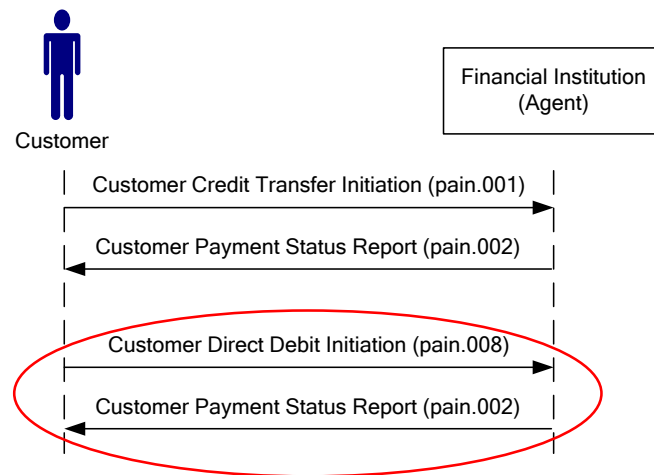 Financial Institution
(Agent)
Customer
Customer Credit Transfer Initiation (pain.001)
Customer Payment Status Report (pain.002)
Customer Direct Debit Initiation (pain.008)
Customer Payment Status Report (pain.002)